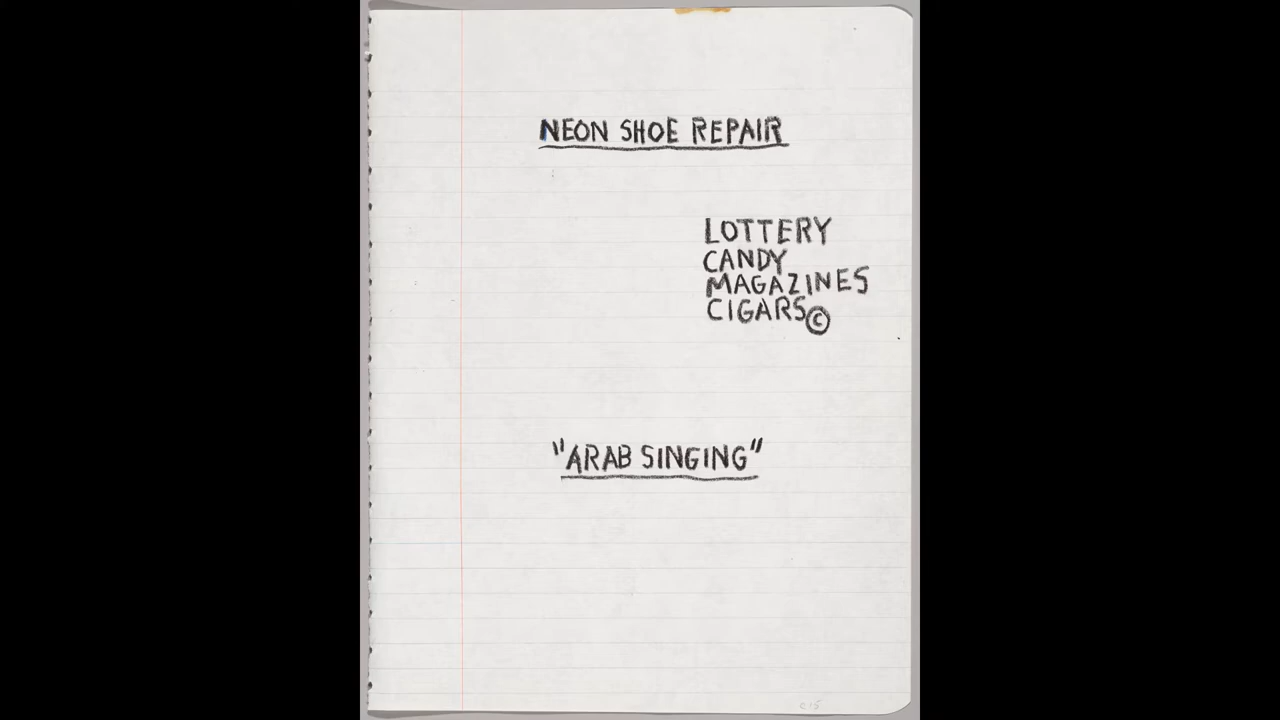 NEON SHOE REPAIR
LOTTERY
CANDY
MAGAZINES
CIGARS©
"ARAB SINGING"